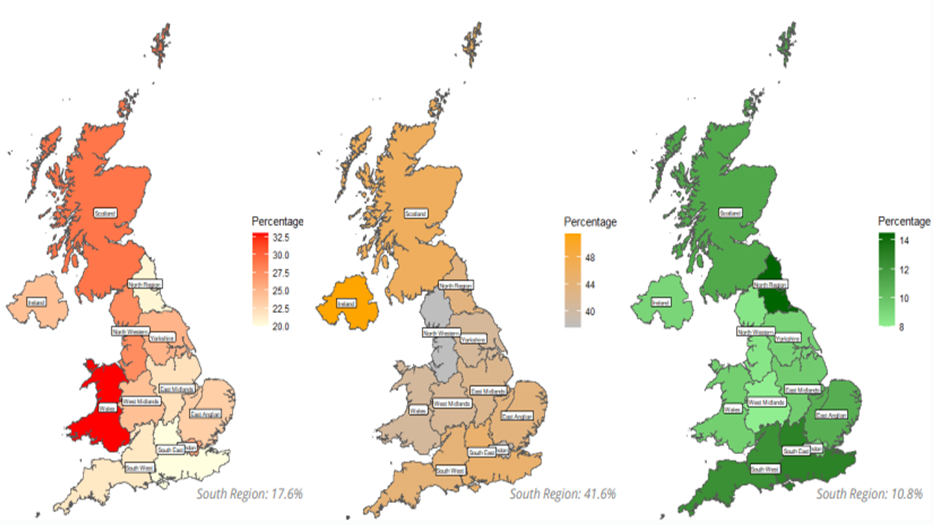 Scotland
Percentage
32.5
30.0
27.5
25.0
22.5
20.0
North Region
Ireland
North Western
Yorkshire
East Midlands
Wales
West Midlands
East Anglian
South East
South West
South Region: 17.6%
Scotland
Percentage
48
44
40
North Region
Ireland
North Western
Yorkshire
East Midlands
Wales
West Midlands
East Anglian
South East
South West
South Region: 41.6%
Scotland
Percentage
14
12
10
8
North Region
Ireland
North Western
Yorkshire
East Midlands
Wales
West Midlands
East Anglian
South East
South West
South Region: 10.8%